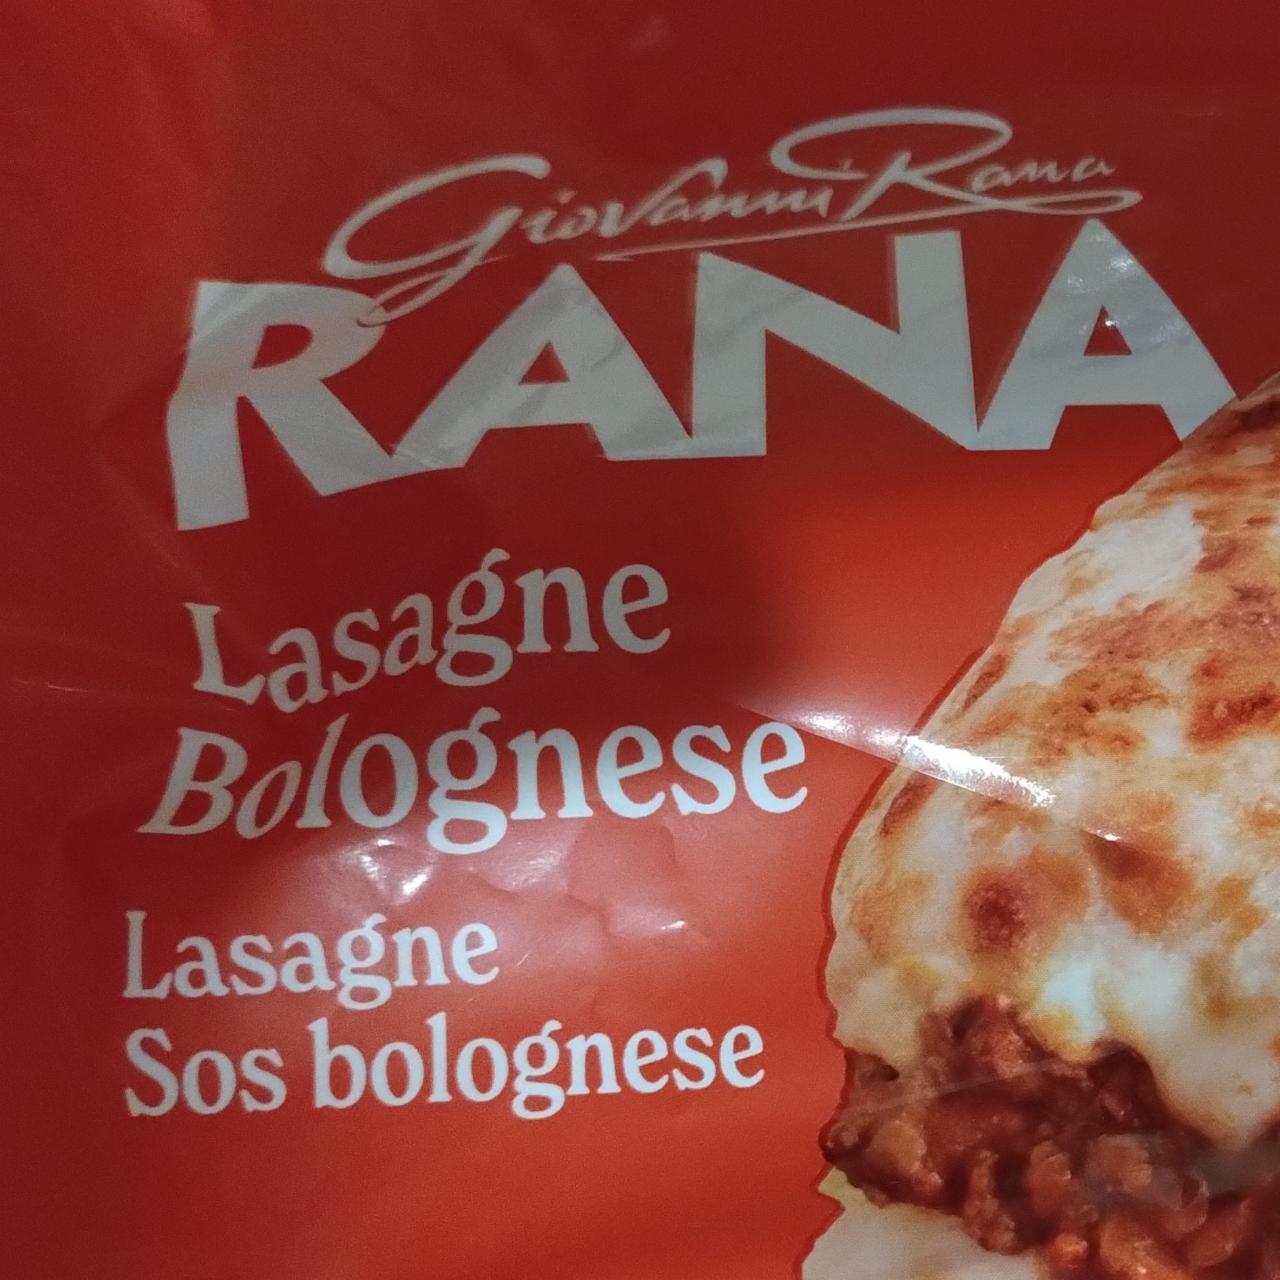 Giovanni Rana
RANA
Lasagne
Bolognese
Lasagne
Sos bolognese